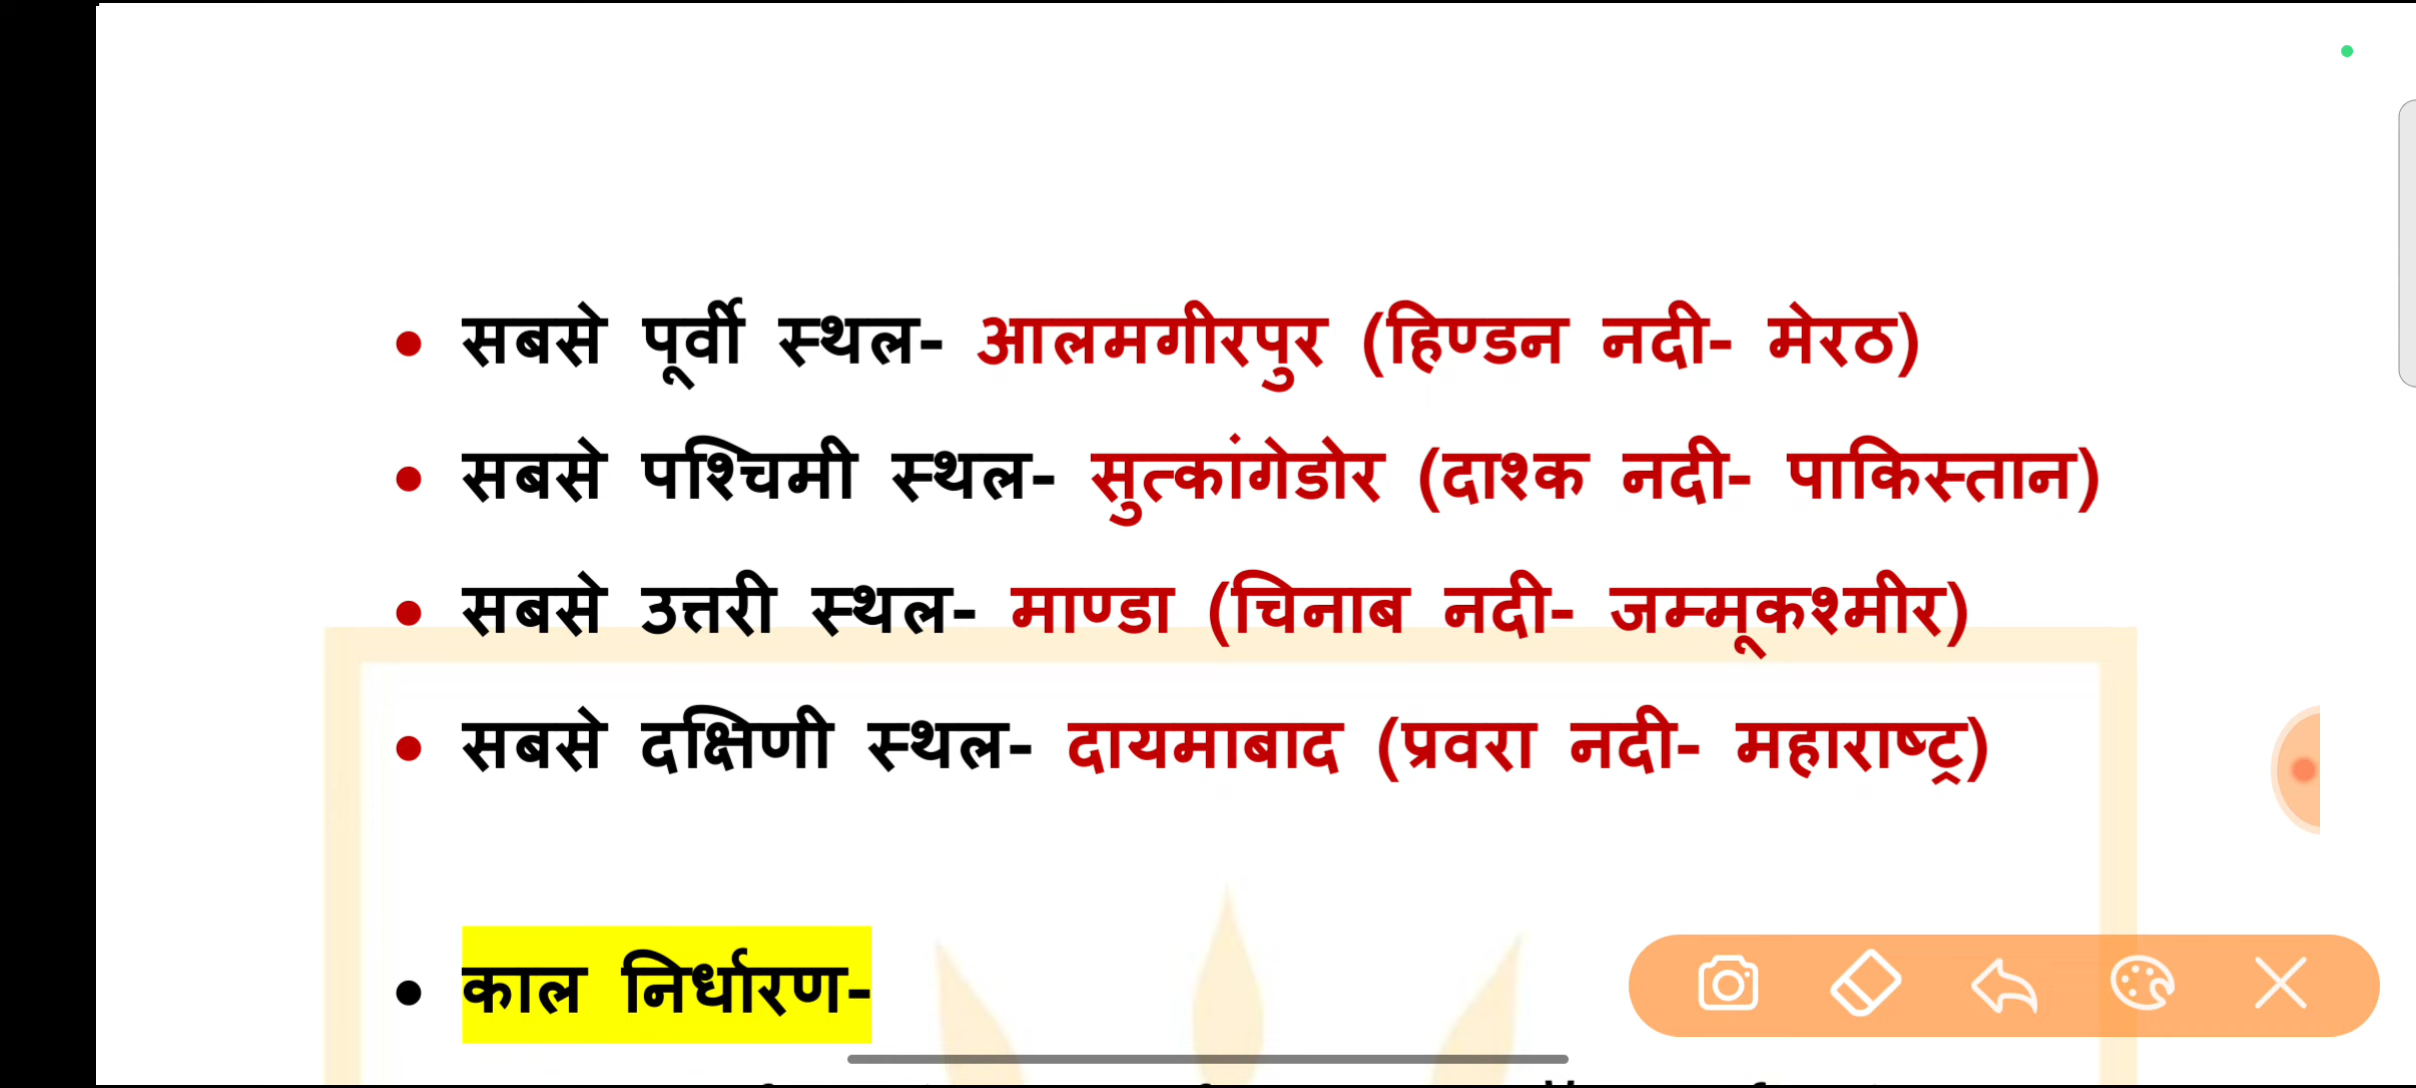 • सबसे पूर्वी स्थल- आलमगीरपुर (हिण्डन नदी- मेरठ)
• सबसे पश्चिमी स्थल- सुत्कांगेडोर (दाश्क नदी- पाकिस्तान)
• सबसे उत्तरी स्थल- माण्डा (चिनाब नदी- जम्मूकश्मीर)
• सबसे दक्षिणी स्थल- दायमाबाद (प्रवरा नदी- महाराष्ट्र)
• काल निर्धारण-